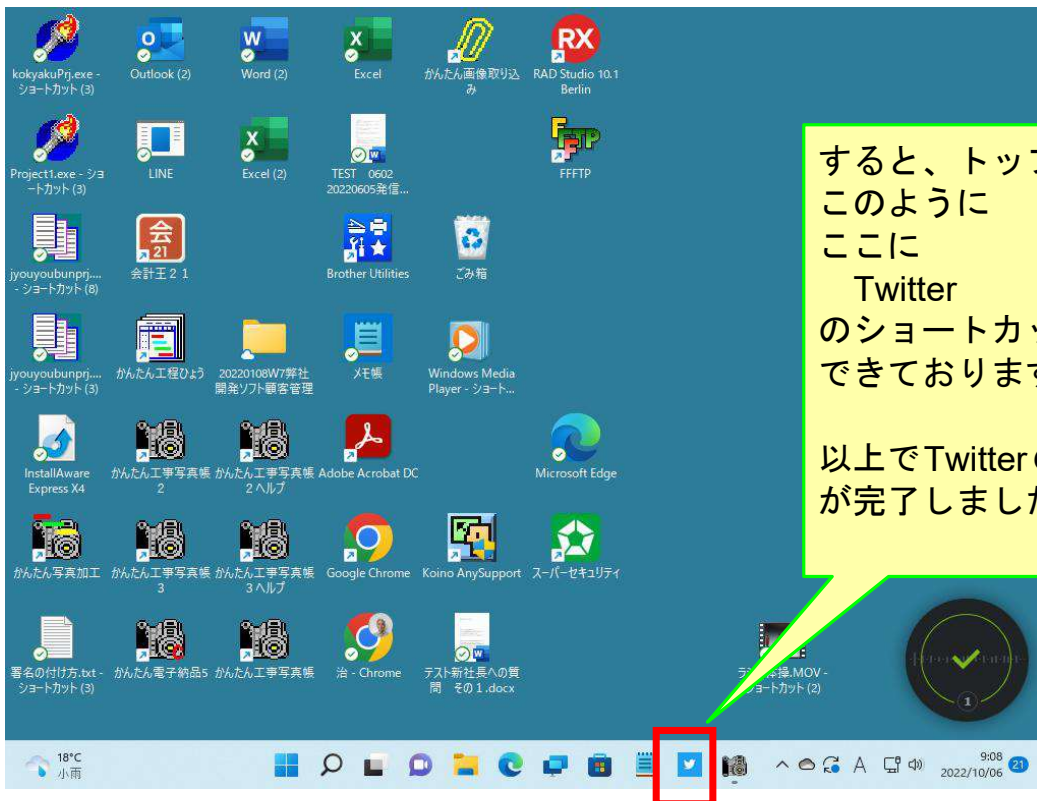 kokyakuPrj.exe -
ショートカット (3)
Outlook (2)
Word (2)
Excel
かんたん画像取り込
み
RAD Studio 10.1
Berlin
Project1.exe - ショ
ートカット (3)
LINE
Excel (2)
TEST 0602
20220605発信...
FFFTP
jyouyoubunprj....
- ショートカット (8)
会計王２１
Brother Utilities
ごみ箱
jyouyoubunprj....
- ショートカット (3)
かんたん工程ひょう
20220108W7弊社
開発ソフト顧客管理
メモ帳
Windows Media
Player - ショート...
InstallAware
Express X4
かんたん工事写真帳
2
かんたん工事写真帳
2 ヘルプ
Adobe Acrobat DC
Microsoft Edge
かんたん写真加工
かんたん工事写真帳
3
かんたん工事写真帳
3 ヘルプ
Google Chrome
Koino AnySupport
スーパーセキュリティ
署名の付け方.txt -
ショートカット (3)
かんたん電子納品5
かんたん工事写真帳
治 - Chrome
テスト新社長への質
問 その１.docx
体操.MOV -
ショートカット (2)
すると、トップ
このように
ここに
Twitter
のショートカッ
できております
以上でTwitter
が完了しました
1
18°C
小雨
A
9:08
2022/10/06
21